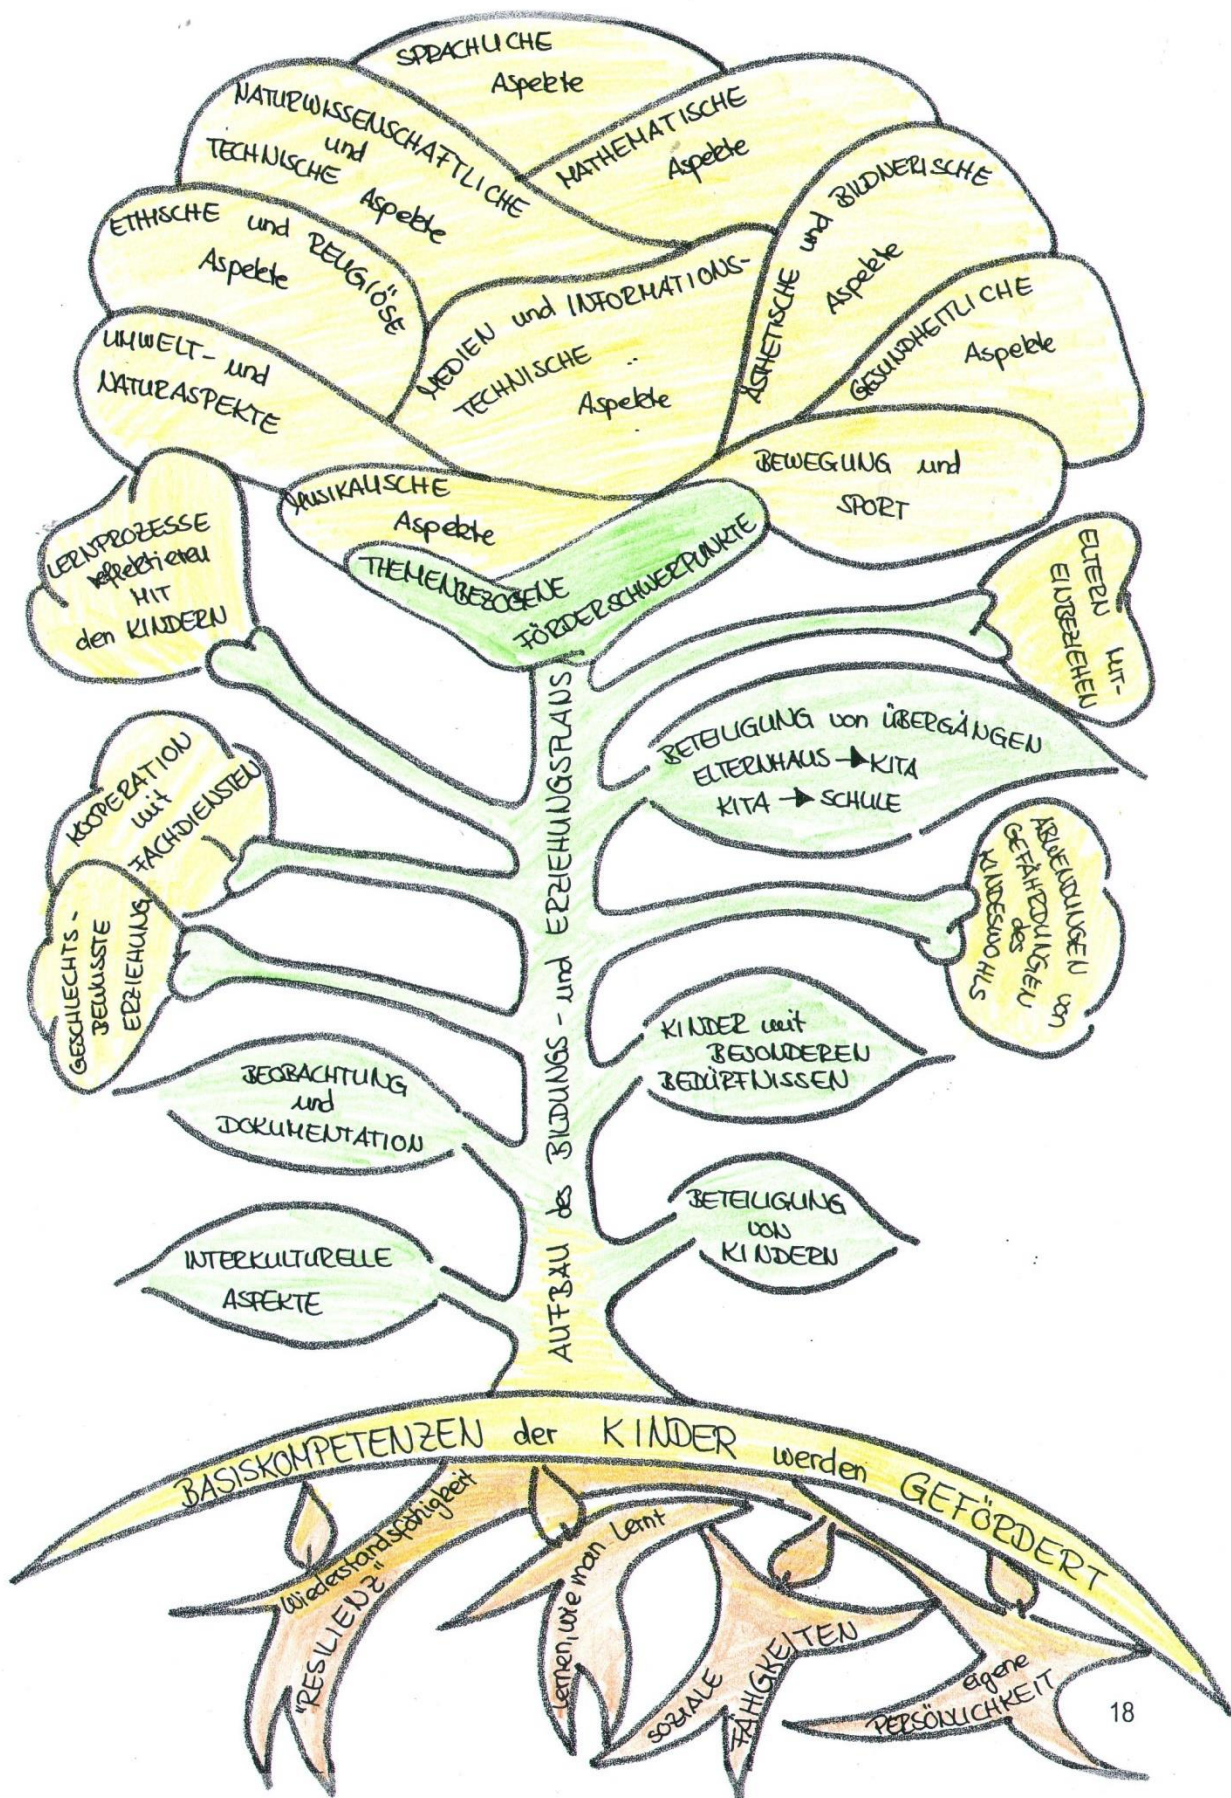 SPRACHLICHE
Aspekte
NATURWISSENSCHAFTLICHE
und
TECHNISCHE
Aspekte
MATHEMATISCHE
Aspekte
ETHISCHE und RELIGIÖSE
Aspekte
ÄSTHETISCHE und BILDNERISCHE
Aspekte
MEDIEN und INFORMATIONS-
TECHNISCHE
Aspekte
GESUNDHEITLICHE
Aspekte
UMWELT- und
NATURASPEKTE
BEWEGUNG und
SPORT
MUSIKALISCHE
Aspekte
THEMENBEZOGENE
FÖRDERSCHWERPUNKTE
LERNPROZESSE
reflektieren
MIT
den KINDERN
ELTERN MIT-
EINBEZIEHEN
BETEILIGUNG von ÜBERGÄNGEN
ELTERNHAUS → KITA
KITA → SCHULE
KOOPERATION
mit
FACHDIENSTEN
GESCHLECHTS-
BEWUSSTE
ERZIEHUNG
ABWENDUNGEN von
GEFÄHRDUNGEN
des
KINDESWOHLS
BEOBACHTUNG
und
DOKUMENTATION
KINDER mit
BESONDEREN
BEDÜRFNISSEN
INTERKULTURELLE
ASPEKTE
BETEILIGUNG
VON
KINDERN
AUFBAU des BILDUNGS- und ERZIEHUNGSPLANS
BASISKOMPETENZEN der KINDER werden GEFÖRDERT
Wiederstandsfähigkeit
"RESILIENZ"
Lernen, wie man lernt
SOZIALE
FÄHIGKEITEN
eigene
PERSÖNLICHKEIT
18